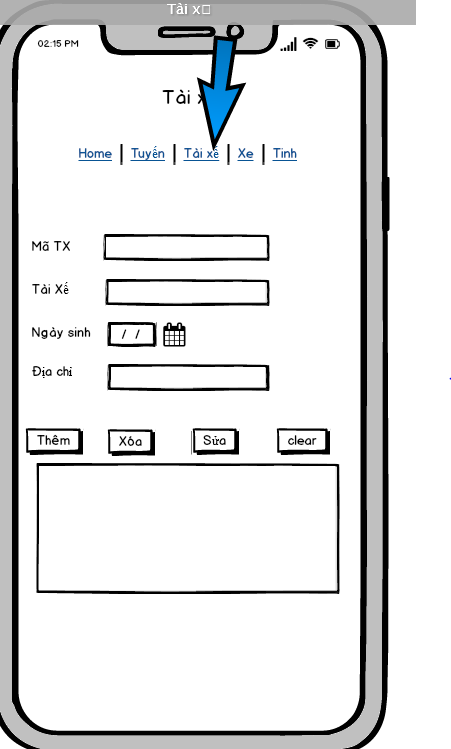 Tài x
02:15 PM
Tài x
Home | Tuyến | Tài xế | Xe | Tinh
Mã TX
Tài Xế
Ngày sinh / /
Địa chỉ
Thêm Xóa Sửa clear